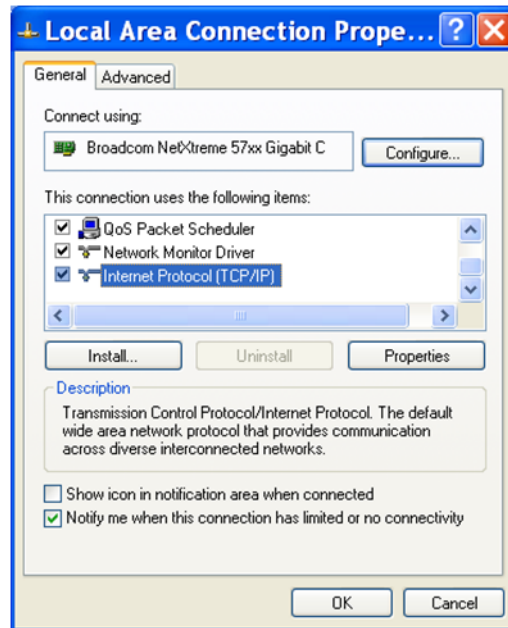 Local Area Connection Prope...
General Advanced
Connect using:
Broadcom NetXtreme 57xx Gigabit C Configure...
This connection uses the following items:
QoS Packet Scheduler
Network Monitor Driver
Internet Protocol (TCP/IP)
Install... Uninstall Properties
Description
Transmission Control Protocol/Internet Protocol. The default
wide area network protocol that provides communication
across diverse interconnected networks.
Show icon in notification area when connected
Notify me when this connection has limited or no connectivity
OK Cancel